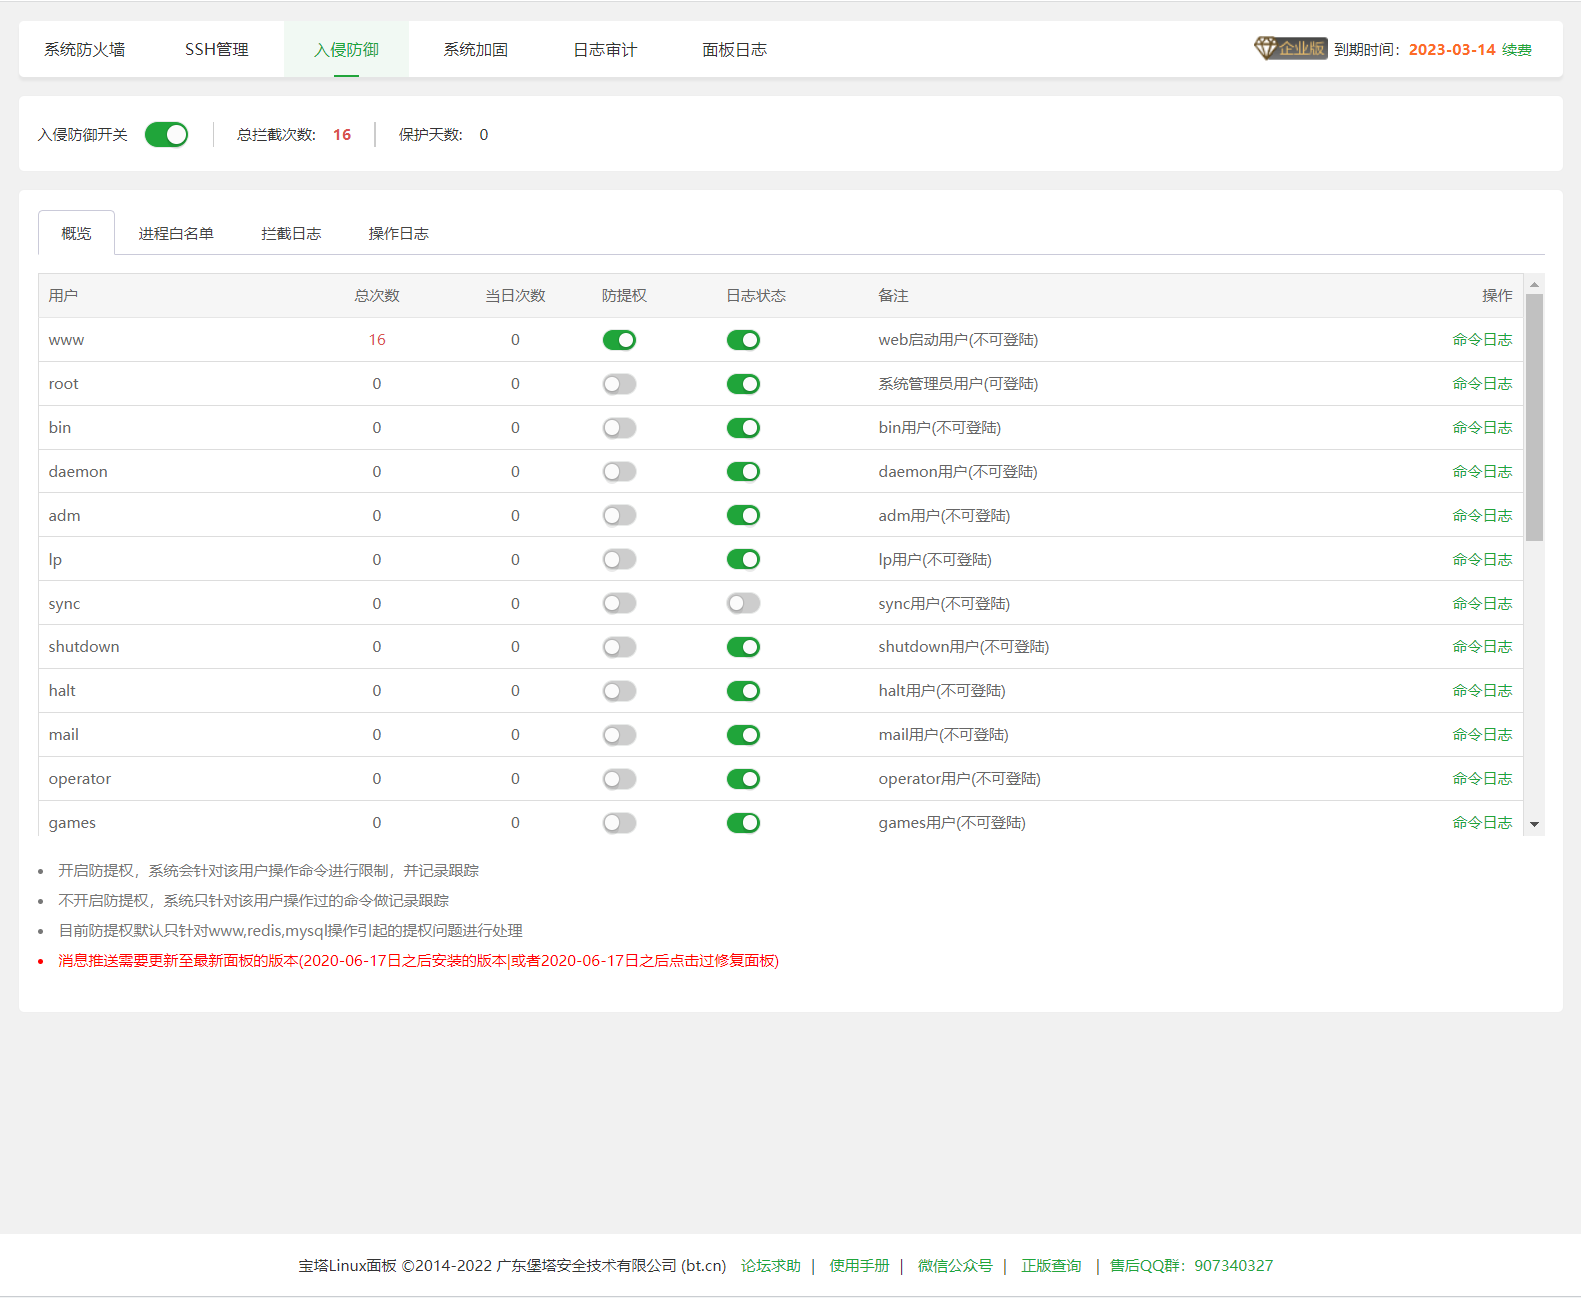 系统防火墙 SSH管理 入侵防御 系统加固 日志审计 面板日志 企业版 到期时间：2023-03-14 续费
入侵防御开关 总拦截次数： 16 保护天数： 0
概览 进程白名单 拦截日志 操作日志
用户 总次数 当日次数 防提权 日志状态 备注 操作
www 16 0 web启动用户(不可登陆) 命令日志
root 0 0 系统管理员用户(可登陆) 命令日志
bin 0 0 bin用户(不可登陆) 命令日志
daemon 0 0 daemon用户(不可登陆) 命令日志
adm 0 0 adm用户(不可登陆) 命令日志
lp 0 0 lp用户(不可登陆) 命令日志
sync 0 0 sync用户(不可登陆) 命令日志
shutdown 0 0 shutdown用户(不可登陆) 命令日志
halt 0 0 halt用户(不可登陆) 命令日志
mail 0 0 mail用户(不可登陆) 命令日志
operator 0 0 operator用户(不可登陆) 命令日志
games 0 0 games用户(不可登陆) 命令日志
• 开启防提权，系统会针对该用户操作命令进行限制，并记录跟踪
• 不开启防提权，系统只针对该用户操作过的命令做记录跟踪
• 目前防提权默认只针对www,redis,mysql操作引起的提权问题进行处理
• 消息推送需要更新至最新面板的版本(2020-06-17日之后安装的版本|或者2020-06-17日之后点击过修复面板)
宝塔Linux面板 ©2014-2022 广东堡塔安全技术有限公司 (bt.cn) 论坛求助 | 使用手册 | 微信公众号 | 正版查询 | 售后QQ群：907340327